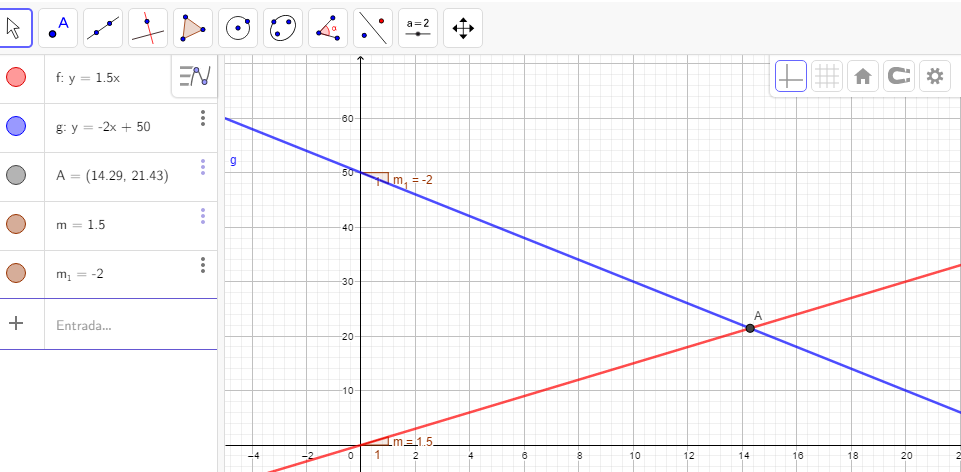 A
α
a = 2
f: y = 1.5x
g: y = -2x + 50
A = (14.29, 21.43)
m = 1.5
m₁ = -2
Entrada...
60
g
50
1
m₁ = -2
40
30
20
A
10
m = 1.5
-4
-2
0
1
2
4
6
8
10
12
14
16
18
20
2